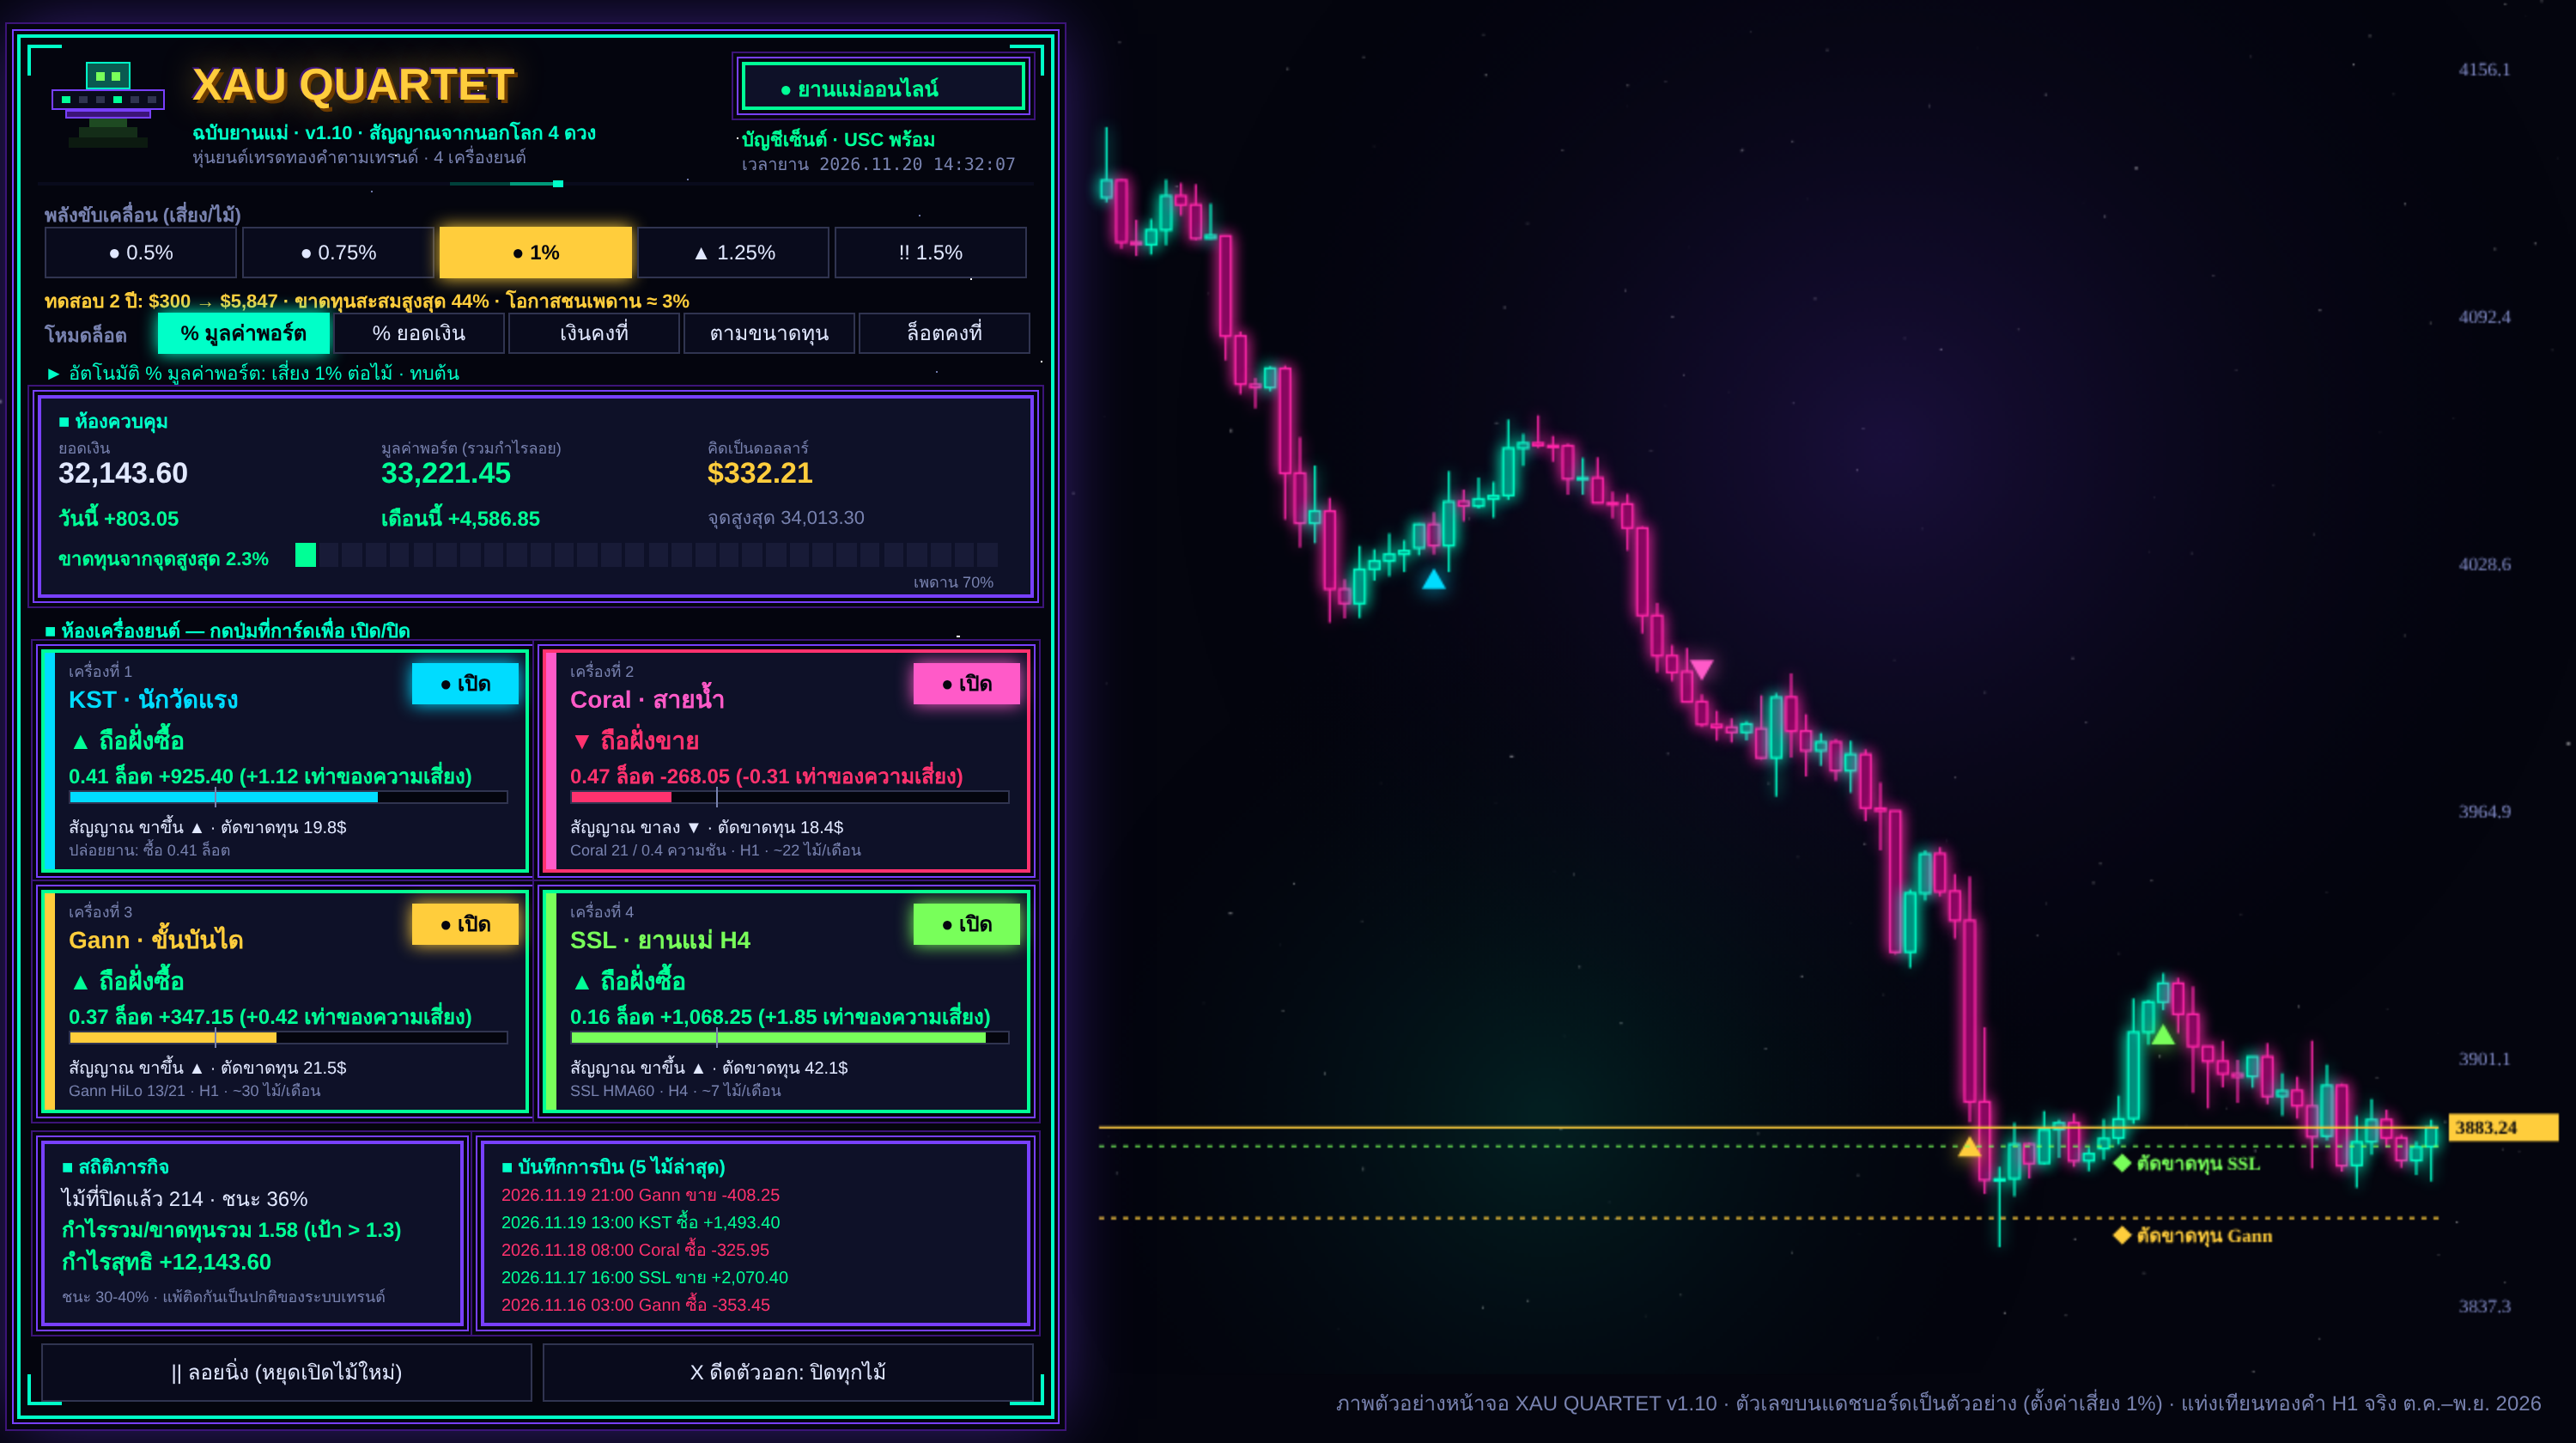 XAU QUARTET
ฉบับยานแม่ · v1.10 · สัญญาณจากนอกโลก 4 ดวง
หุ่นยนต์เทรดทองคำตามเทรนด์ · 4 เครื่องยนต์
● ยานแม่ออนไลน์
บัญชีเซ็นต์ · USC พร้อม
เวลายาน 2026.11.20 14:32:07
พลังขับเคลื่อน (เสี่ยง/ไม้)
● 0.5%
● 0.75%
● 1%
▲ 1.25%
!! 1.5%
ทดสอบ 2 ปี: $300 → $5,847 · ขาดทุนสะสมสูงสุด 44% · โอกาสชนเพดาน ≈ 3%
โหมดล็อต
% มูลค่าพอร์ต
% ยอดเงิน
เงินคงที่
ตามขนาดทุน
ล็อตคงที่
► อัตโนมัติ % มูลค่าพอร์ต: เสี่ยง 1% ต่อไม้ · ทบต้น
■ ห้องควบคุม
ยอดเงิน
32,143.60
มูลค่าพอร์ต (รวมกำไรลอย)
33,221.45
คิดเป็นดอลลาร์
$332.21
วันนี้ +803.05
เดือนนี้ +4,586.85
จุดสูงสุด 34,013.30
ขาดทุนจากจุดสูงสุด 2.3%
เพดาน 70%
■ ห้องเครื่องยนต์ — กดปุ่มที่การ์ดเพื่อ เปิด/ปิด
เครื่องที่ 1
KST · นักวัดแรง
● เปิด
▲ ถือฝั่งซื้อ
0.41 ล็อต +925.40 (+1.12 เท่าของความเสี่ยง)
สัญญาณ ขาขึ้น ▲ · ตัดขาดทุน 19.8$
ปล่อยยาน: ซื้อ 0.41 ล็อต
เครื่องที่ 2
Coral · สายน้ำ
● เปิด
▼ ถือฝั่งขาย
0.47 ล็อต -268.05 (-0.31 เท่าของความเสี่ยง)
สัญญาณ ขาลง ▼ · ตัดขาดทุน 18.4$
Coral 21 / 0.4 ความชัน · H1 · ~22 ไม้/เดือน
เครื่องที่ 3
Gann · ขั้นบันได
● เปิด
▲ ถือฝั่งซื้อ
0.37 ล็อต +347.15 (+0.42 เท่าของความเสี่ยง)
สัญญาณ ขาขึ้น ▲ · ตัดขาดทุน 21.5$
Gann HiLo 13/21 · H1 · ~30 ไม้/เดือน
เครื่องที่ 4
SSL · ยานแม่ H4
● เปิด
▲ ถือฝั่งซื้อ
0.16 ล็อต +1,068.25 (+1.85 เท่าของความเสี่ยง)
สัญญาณ ขาขึ้น ▲ · ตัดขาดทุน 42.1$
SSL HMA60 · H4 · ~7 ไม้/เดือน
■ สถิติภารกิจ
ไม้ที่ปิดแล้ว 214 · ชนะ 36%
กำไรรวม/ขาดทุนรวม 1.58 (เป้า > 1.3)
กำไรสุทธิ +12,143.60
ชนะ 30-40% · แพ้ติดกันเป็นปกติของระบบเทรนด์
■ บันทึกการบิน (5 ไม้ล่าสุด)
2026.11.19 21:00 Gann ขาย -408.25
2026.11.19 13:00 KST ซื้อ +1,493.40
2026.11.18 08:00 Coral ซื้อ -325.95
2026.11.17 16:00 SSL ขาย +2,070.40
2026.11.16 03:00 Gann ซื้อ -353.45
|| ลอยนิ่ง (หยุดเปิดไม้ใหม่)
X ดีดตัวออก: ปิดทุกไม้
4156.1
4092.4
4028.6
3964.9
3901.1
3883.24
◆ ตัดขาดทุน SSL
◆ ตัดขาดทุน Gann
3837.3
ภาพตัวอย่างหน้าจอ XAU QUARTET v1.10 · ตัวเลขบนแดชบอร์ดเป็นตัวอย่าง (ตั้งค่าเสี่ยง 1%) · แท่งเทียนทองคำ H1 จริง ต.ค.–พ.ย. 2026